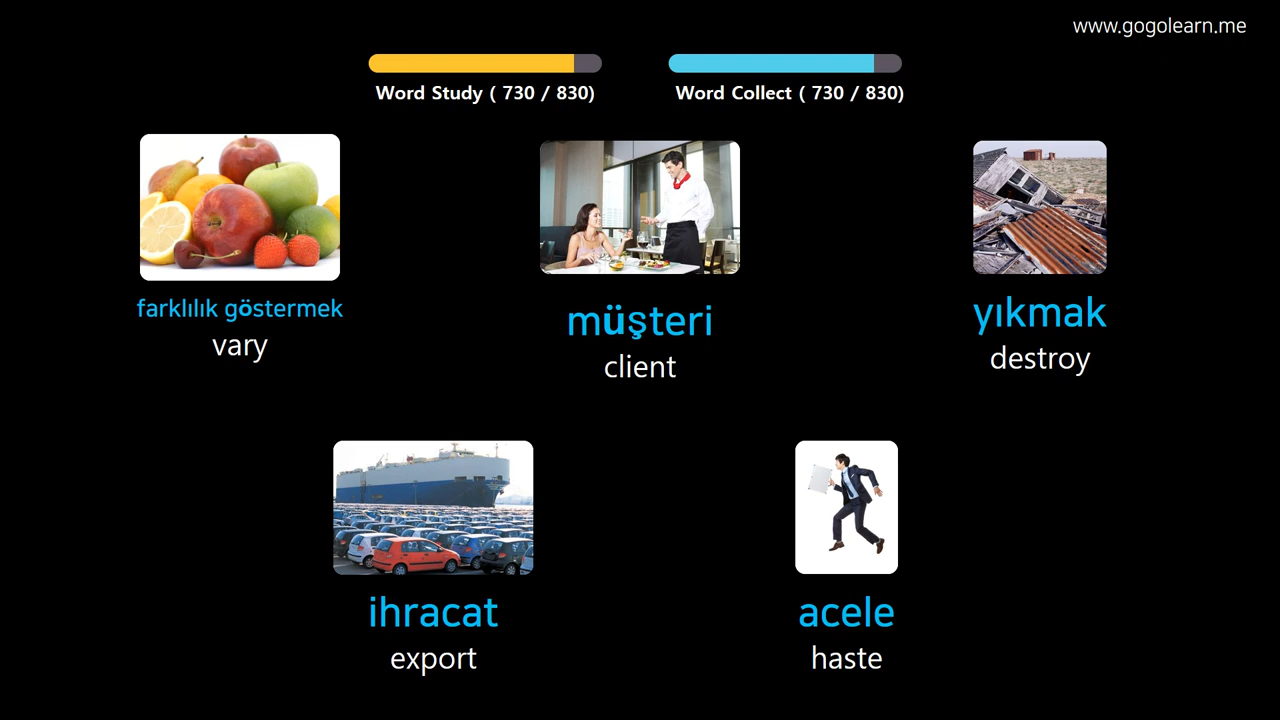 www.gogolearn.me
Word Study ( 730 / 830)
Word Collect ( 730 / 830)
farklılık göstermek
vary
müşteri
client
yıkmak
destroy
ihracat
export
acele
haste